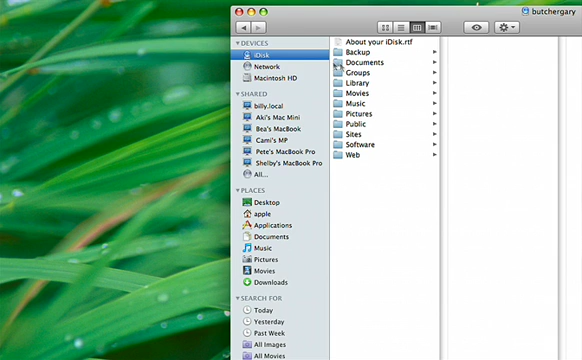 butchergary
DEVICES
iDisk
Network
Macintosh HD
SHARED
billy.local
Aki's Mac Mini
Bea's MacBook
Cami's MP
Pete's MacBook Pro
Shelby's MacBook Pro
All...
PLACES
Desktop
apple
Applications
Documents
Music
Pictures
Movies
Downloads
SEARCH FOR
Today
Yesterday
Past Week
All Images
All Movies
About your iDisk.rtf
Backup
Documents
Groups
Library
Movies
Music
Pictures
Public
Sites
Software
Web